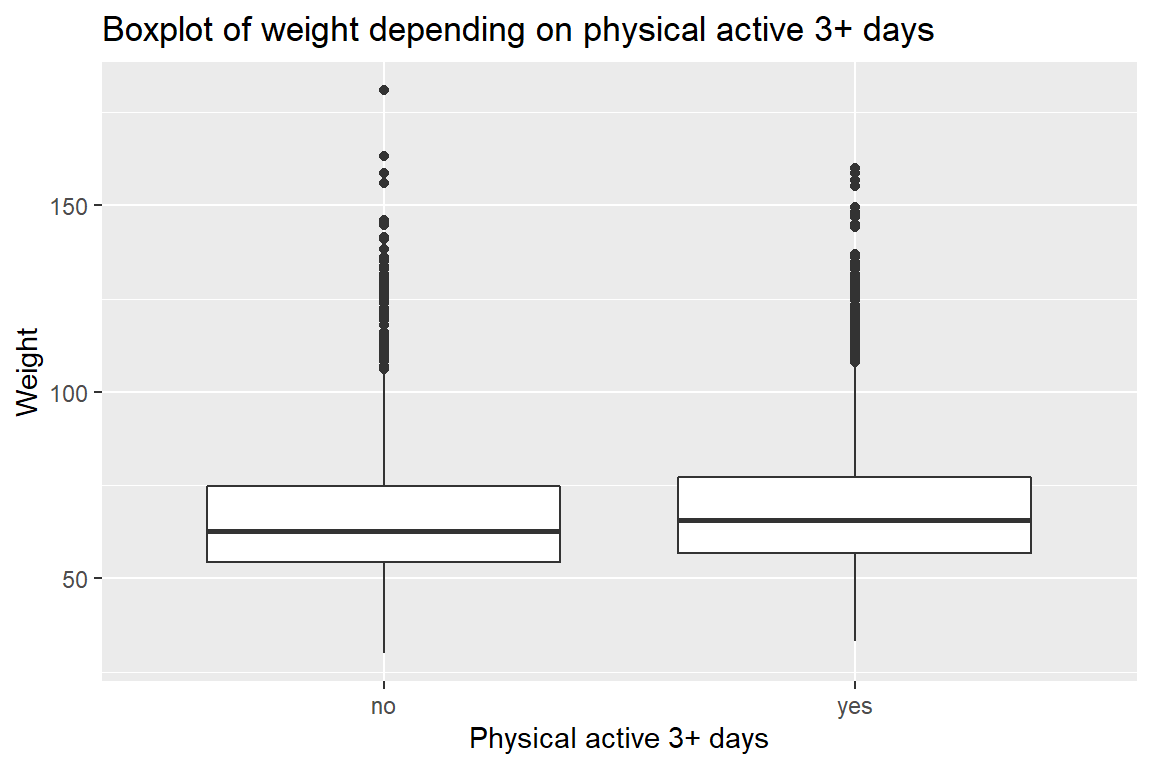 Boxplot of weight depending on physical active 3+ days
150
100
50
Weight
no yes
Physical active 3+ days